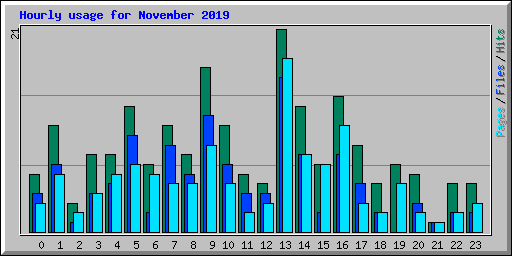 Hourly usage for November 2019
21
Pages / Files / Hits
0 1 2 3 4 5 6 7 8 9 10 11 12 13 14 15 16 17 18 19 20 21 22 23